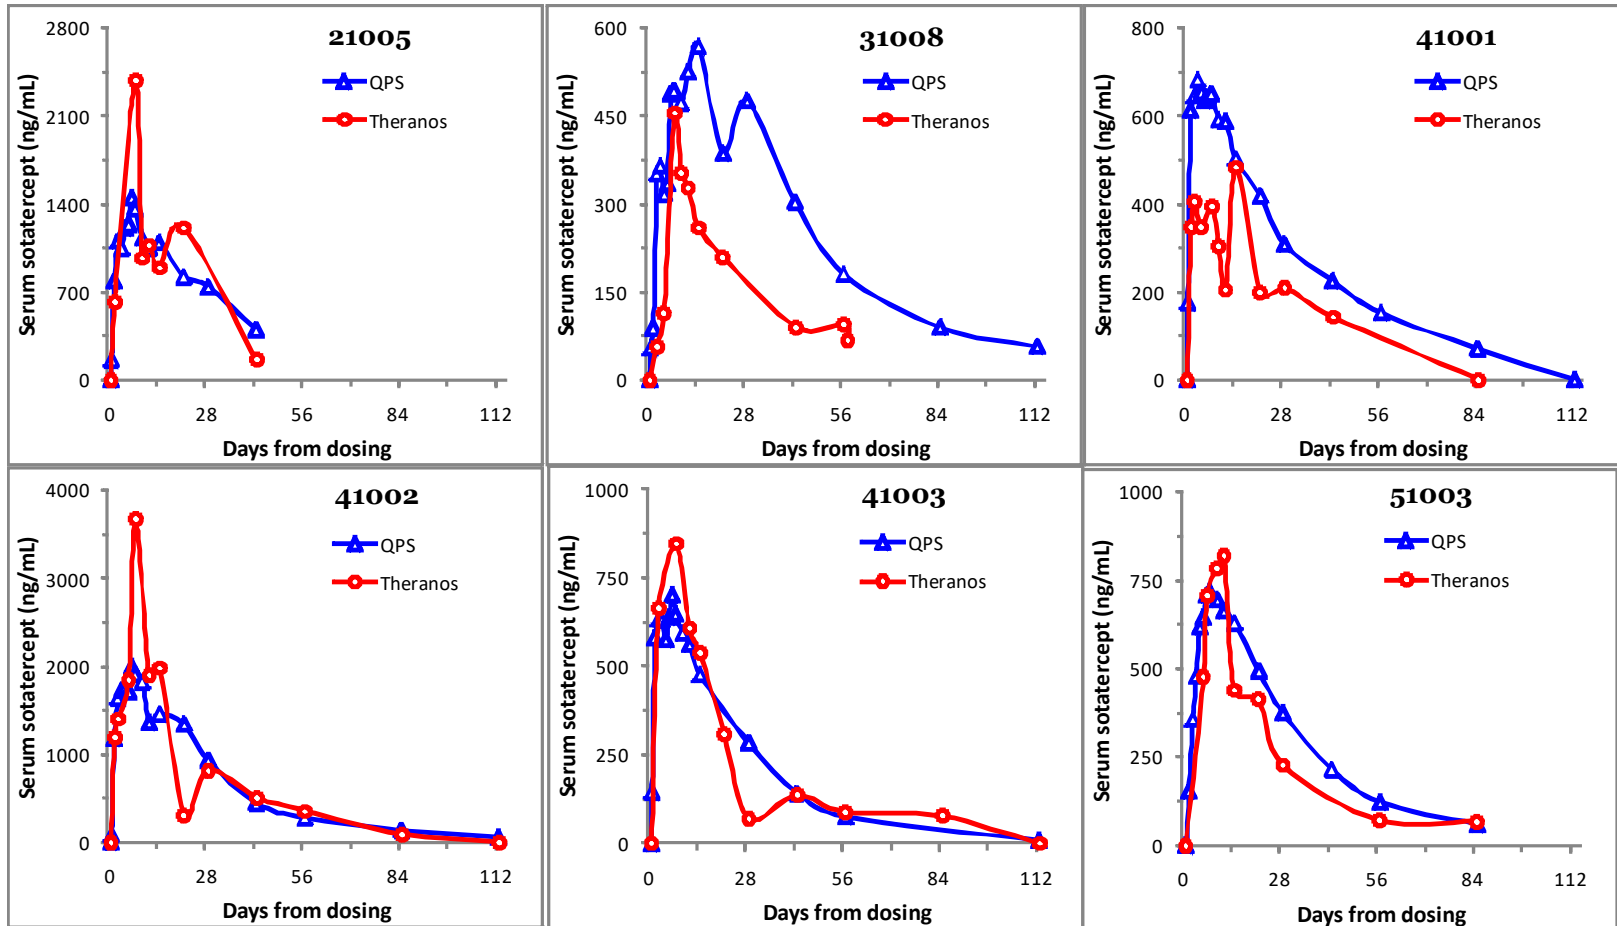 21005
QPS
Theranos
Serum sotatercept (ng/mL)
2800
2100
1400
700
0
0 28 56 84 112
Days from dosing
31008
QPS
Theranos
Serum sotatercept (ng/mL)
600
450
300
150
0
0 28 56 84 112
Days from dosing
41001
QPS
Theranos
Serum sotatercept (ng/mL)
800
600
400
200
0
0 28 56 84 112
Days from dosing
41002
QPS
Theranos
Serum sotatercept (ng/mL)
4000
3000
2000
1000
0
0 28 56 84 112
Days from dosing
41003
QPS
Theranos
Serum sotatercept (ng/mL)
1000
750
500
250
0
0 28 56 84 112
Days from dosing
51003
QPS
Theranos
Serum sotatercept (ng/mL)
1000
750
500
250
0
0 28 56 84 112
Days from dosing